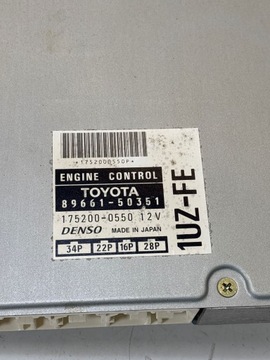 *175200055OP*
ENGINE CONTROL
TOYOTA
89661-50351
175200-0550 12V
DENSO MADE IN JAPAN
34P 22P 16P 28P
1UZ-FE